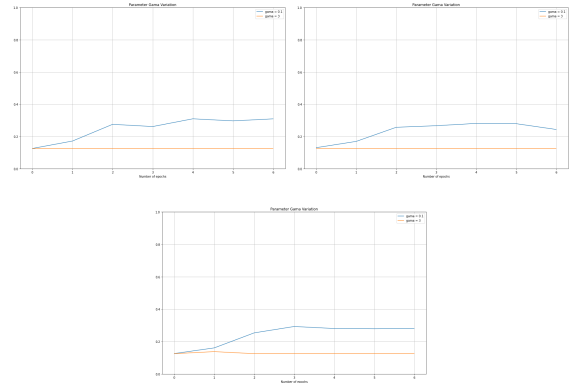 Parameter Gama Variation
gama = 0.1
gama = 3
1.0
0.8
0.6
0.4
0.2
0.0
0 1 2 3 4 5 6
Number of epochs
Parameter Gama Variation
gama = 0.1
gama = 3
1.0
0.8
0.6
0.4
0.2
0.0
0 1 2 3 4 5 6
Number of epochs
Parameter Gama Variation
gama = 0.1
gama = 3
1.0
0.8
0.6
0.4
0.2
0.0
0 1 2 3 4 5 6
Number of epochs